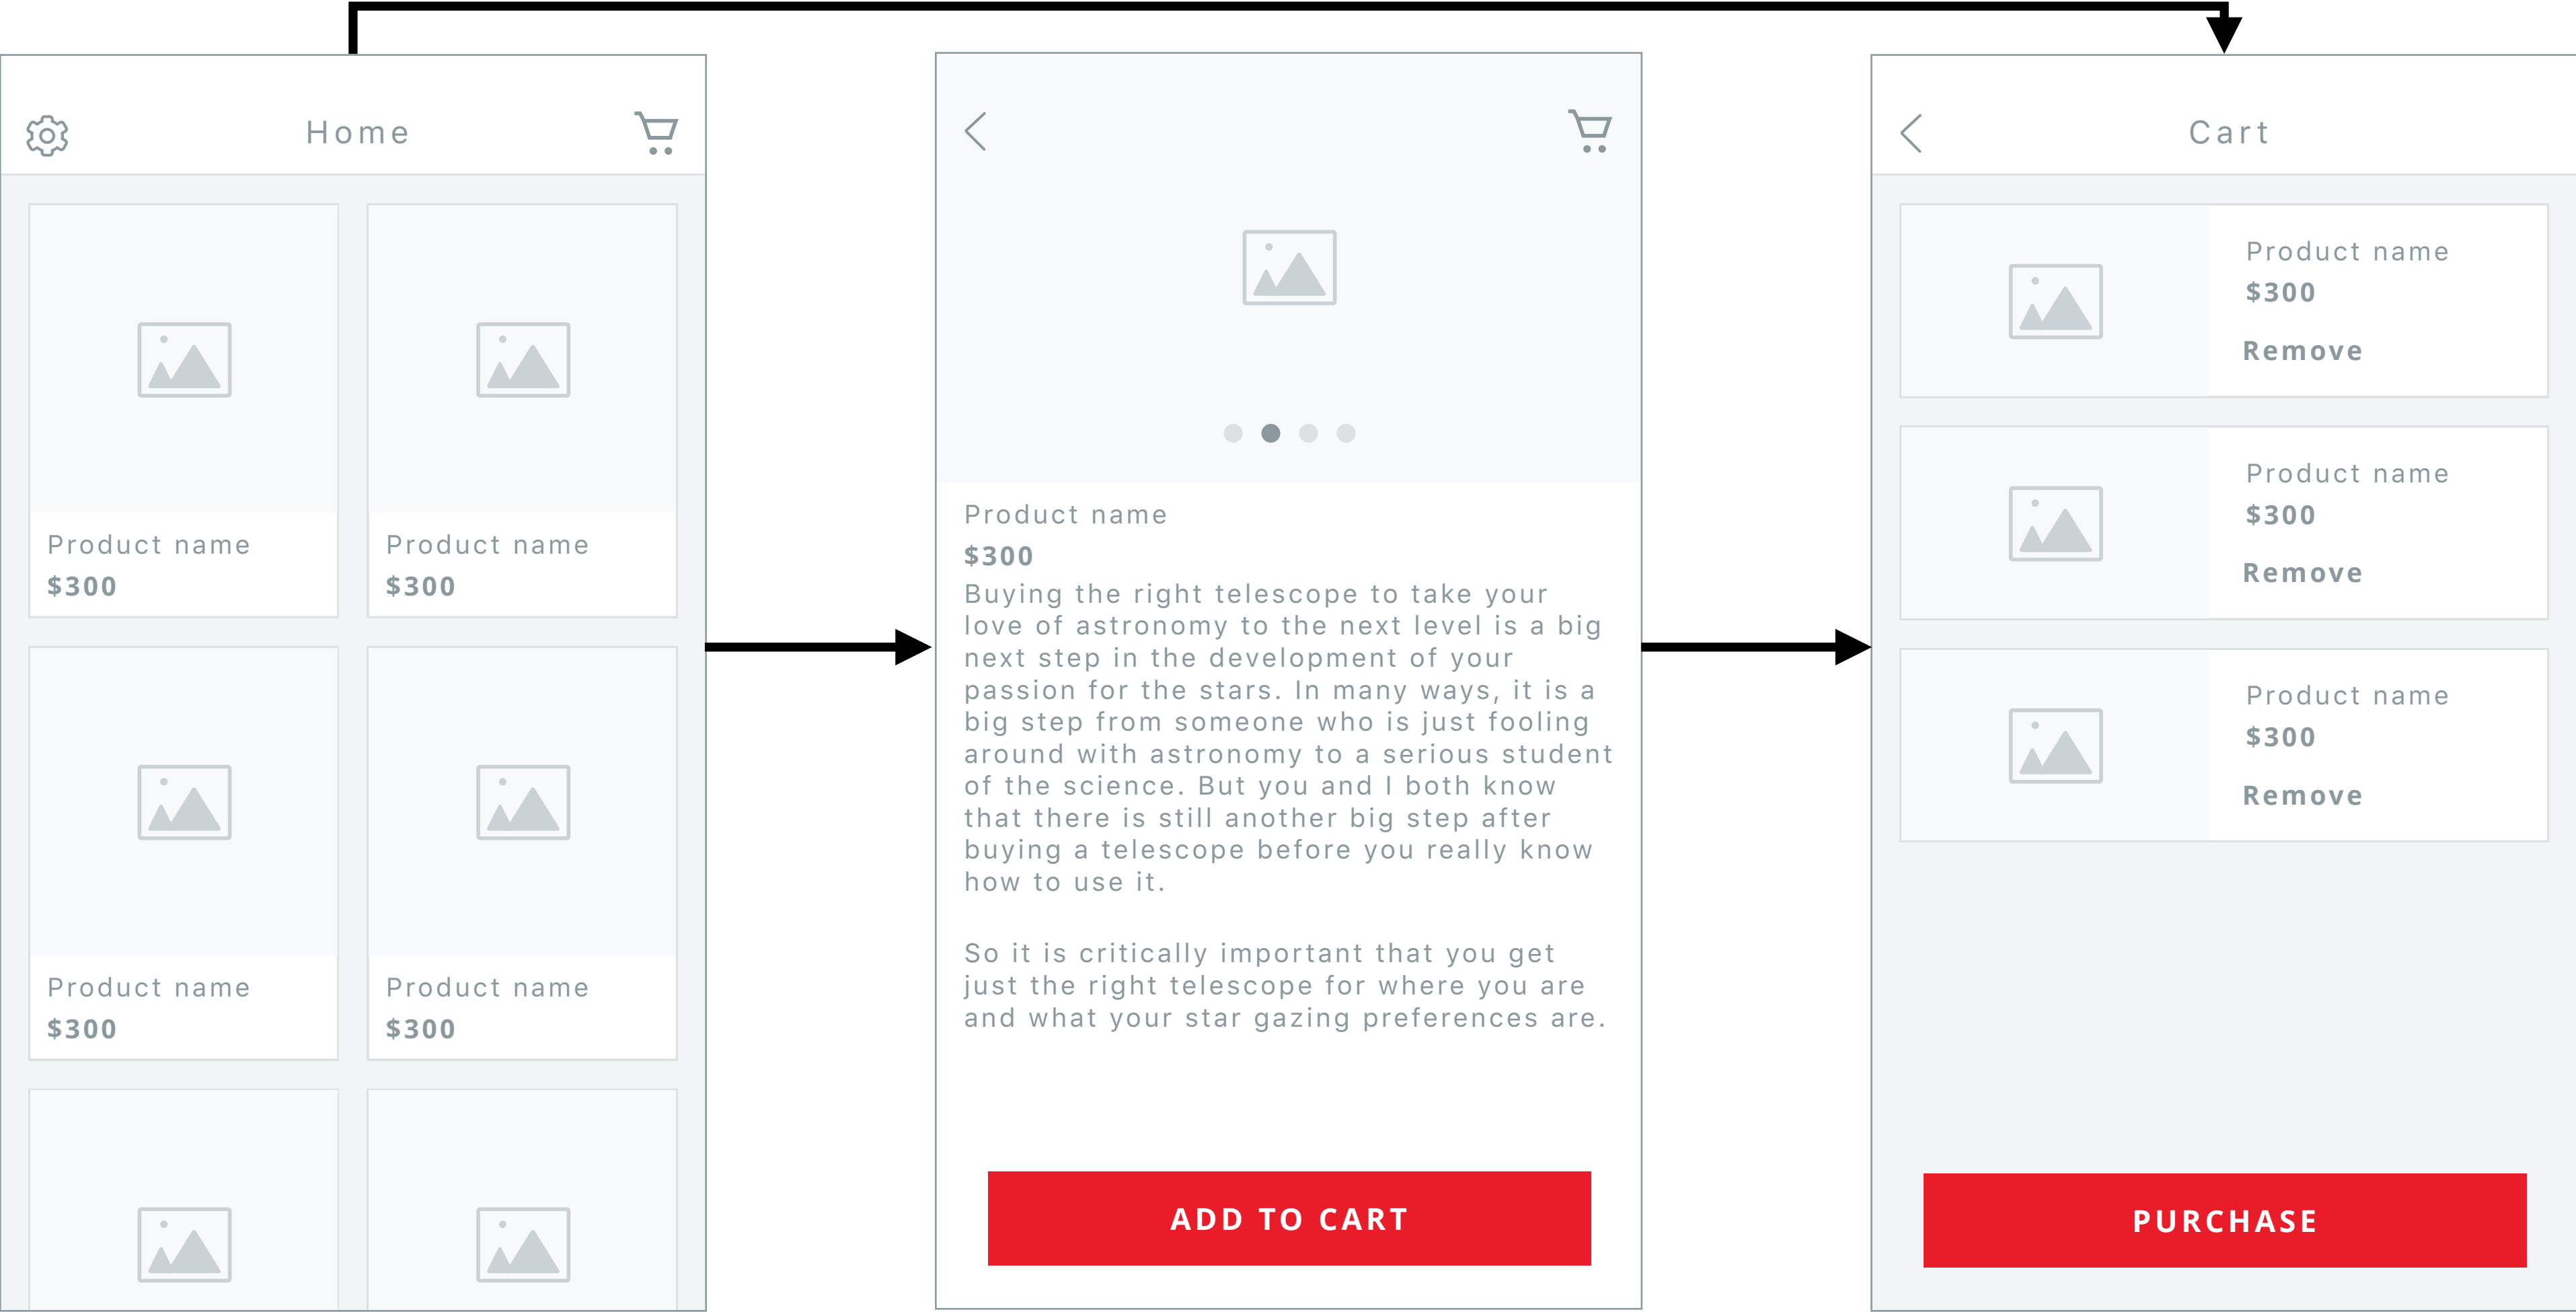 Home
Product name
$300
Product name
$300
Product name
$300
Product name
$300
Product name
$300
Buying the right telescope to take your
love of astronomy to the next level is a big
next step in the development of your
passion for the stars. In many ways, it is a
big step from someone who is just fooling
around with astronomy to a serious student
of the science. But you and I both know
that there is still another big step after
buying a telescope before you really know
how to use it.
So it is critically important that you get
just the right telescope for where you are
and what your star gazing preferences are.
ADD TO CART
Cart
Product name
$300
Remove
Product name
$300
Remove
Product name
$300
Remove
PURCHASE